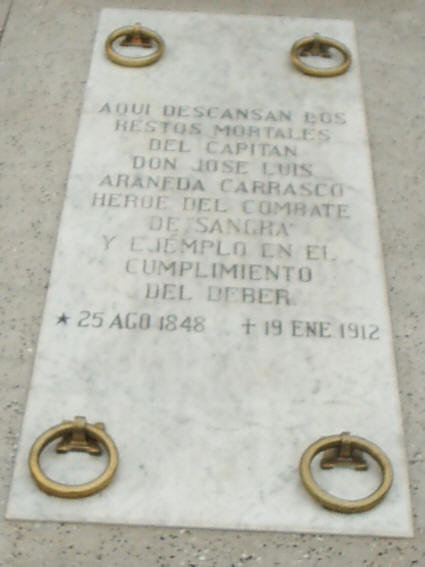 AQUI DESCANSAN LOS
RESTOS MORTALES
DEL CAPITAN
DON JOSE LUIS
ARANEDA CARRASCO
HEROE DEL COMBATE
DE "SANGRA"
Y EJEMPLO EN EL
CUMPLIMIENTO
DEL DEBER
★ 25 AGO 1848 ✝ 19 ENE 1912